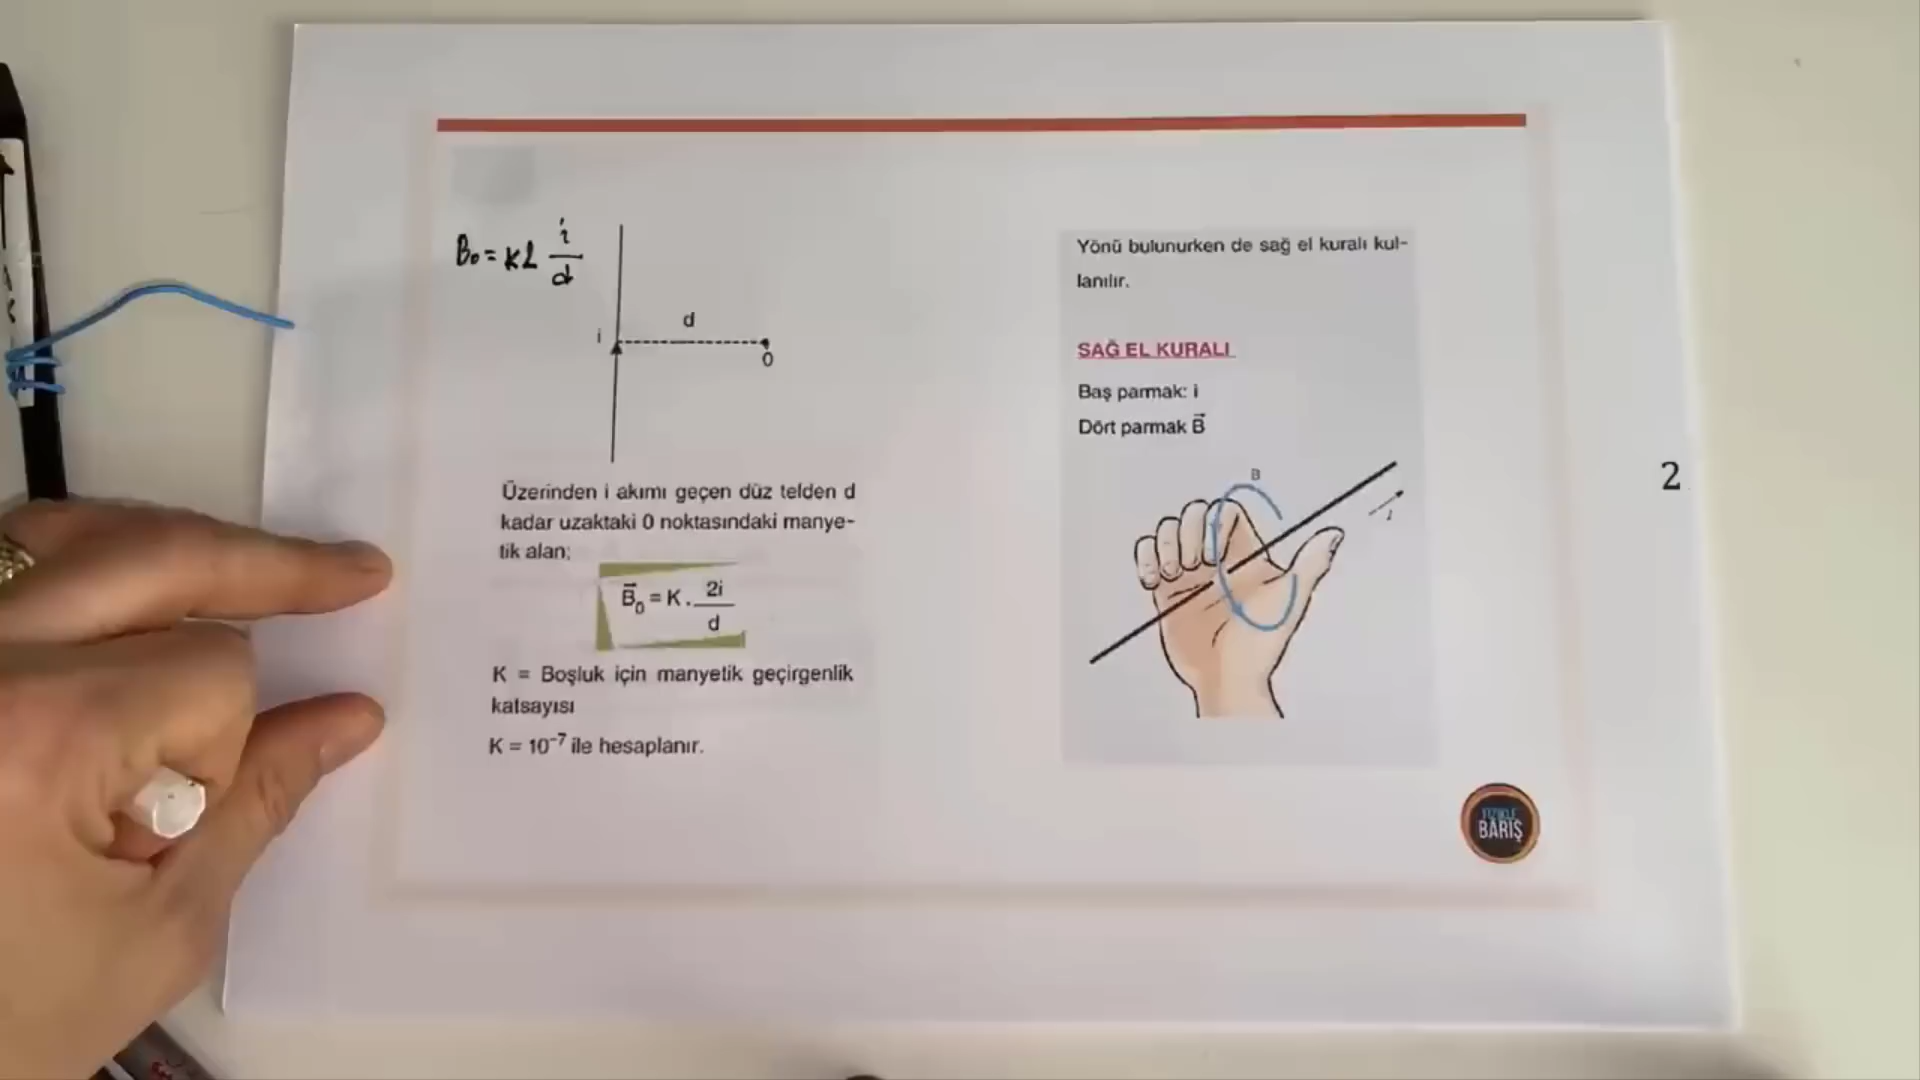 B₀ = K2 i/d
d
i
0
Üzerinden i akımı geçen düz telden d
kadar uzaktaki 0 noktasındaki manye-
tik alan;
B⃗₀ = K . 2i/d
K = Boşluk için manyetik geçirgenlik
katsayısı
K = 10⁻⁷ ile hesaplanır.
Yönü bulunurken de sağ el kuralı kul-
lanılır.
SAĞ EL KURALI
Baş parmak: i
Dört parmak B⃗
B
i
2
BARIŞ